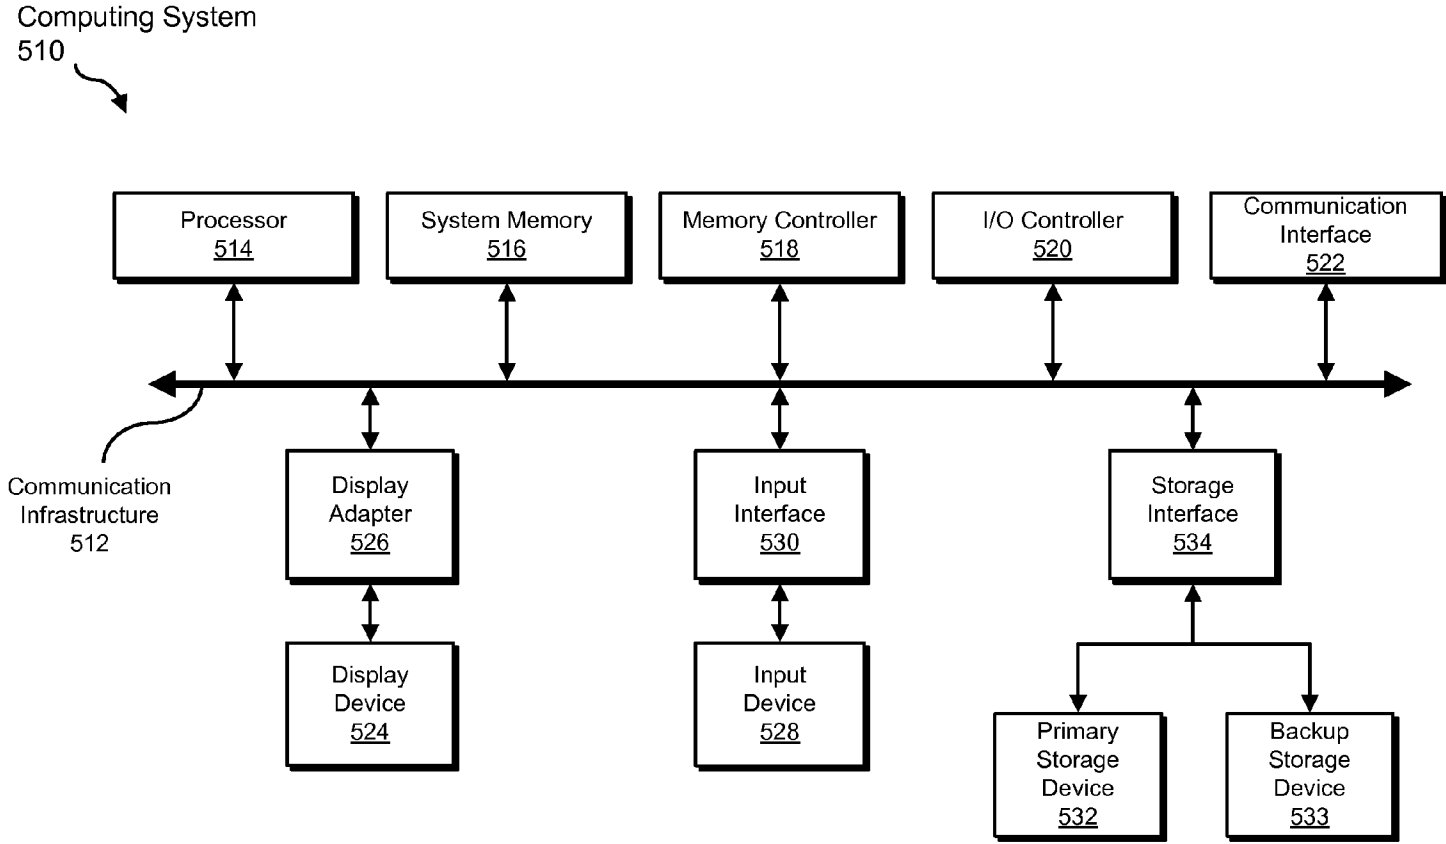 Computing System
510
Processor
514
System Memory
516
Memory Controller
518
I/O Controller
520
Communication
Interface
522
Communication
Infrastructure
512
Display
Adapter
526
Input
Interface
530
Storage
Interface
534
Display
Device
524
Input
Device
528
Primary
Storage
Device
532
Backup
Storage
Device
533